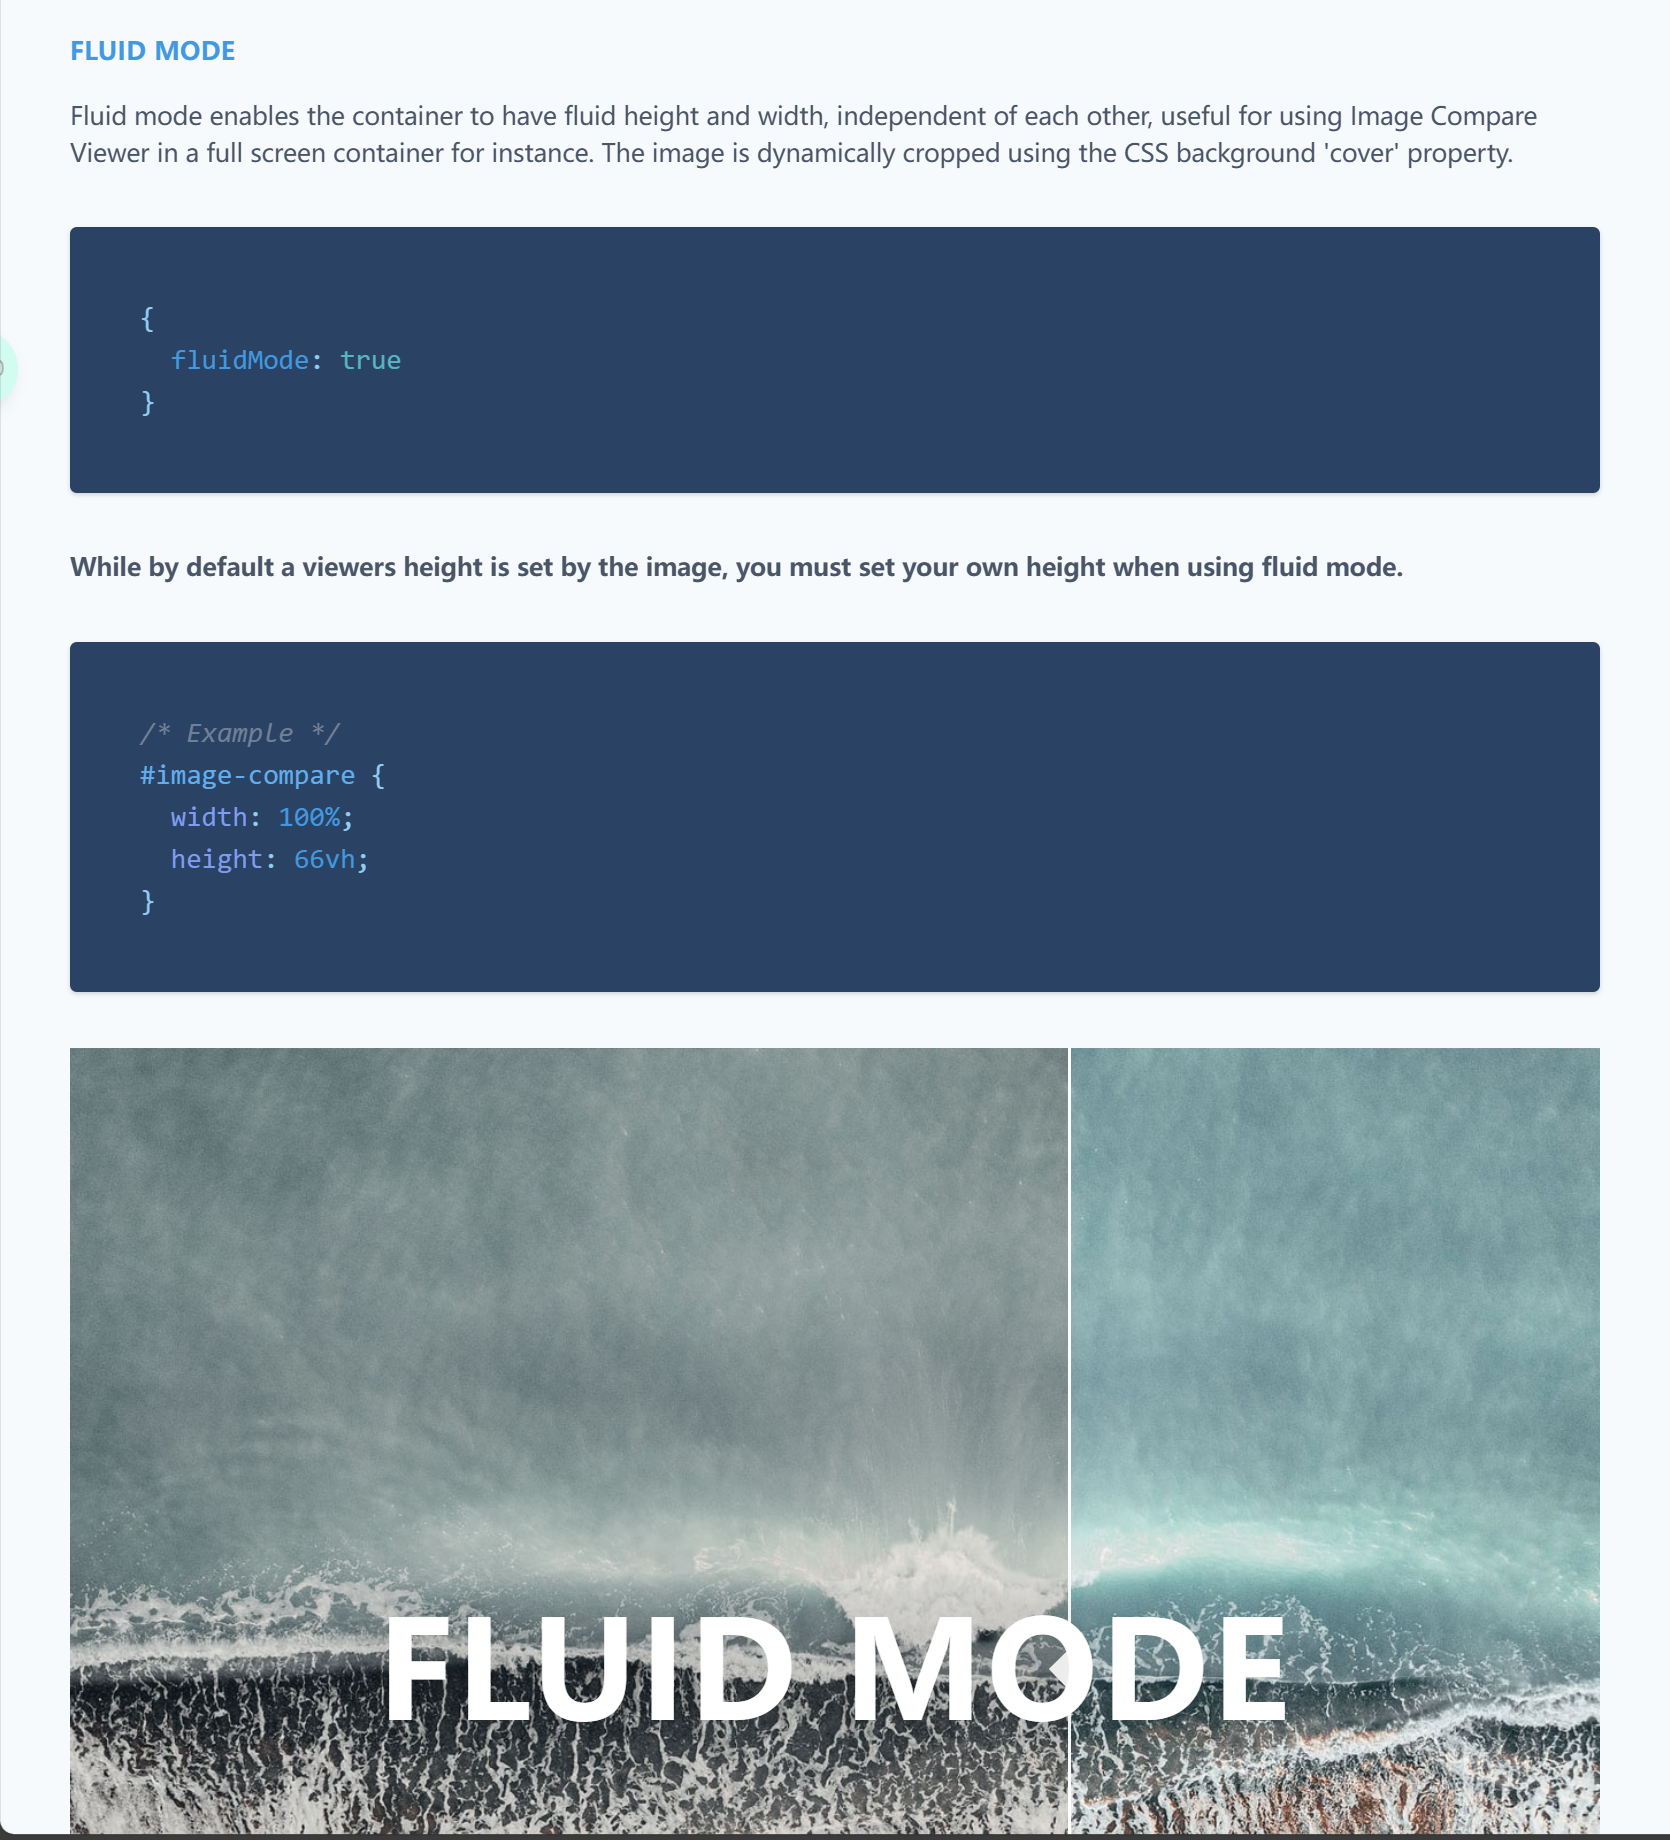 FLUID MODE
Fluid mode enables the container to have fluid height and width, independent of each other, useful for using Image Compare
Viewer in a full screen container for instance. The image is dynamically cropped using the CSS background 'cover' property.
{
  fluidMode: true
}
While by default a viewers height is set by the image, you must set your own height when using fluid mode.
/* Example */
#image-compare {
  width: 100%;
  height: 66vh;
}
FLUID MODE